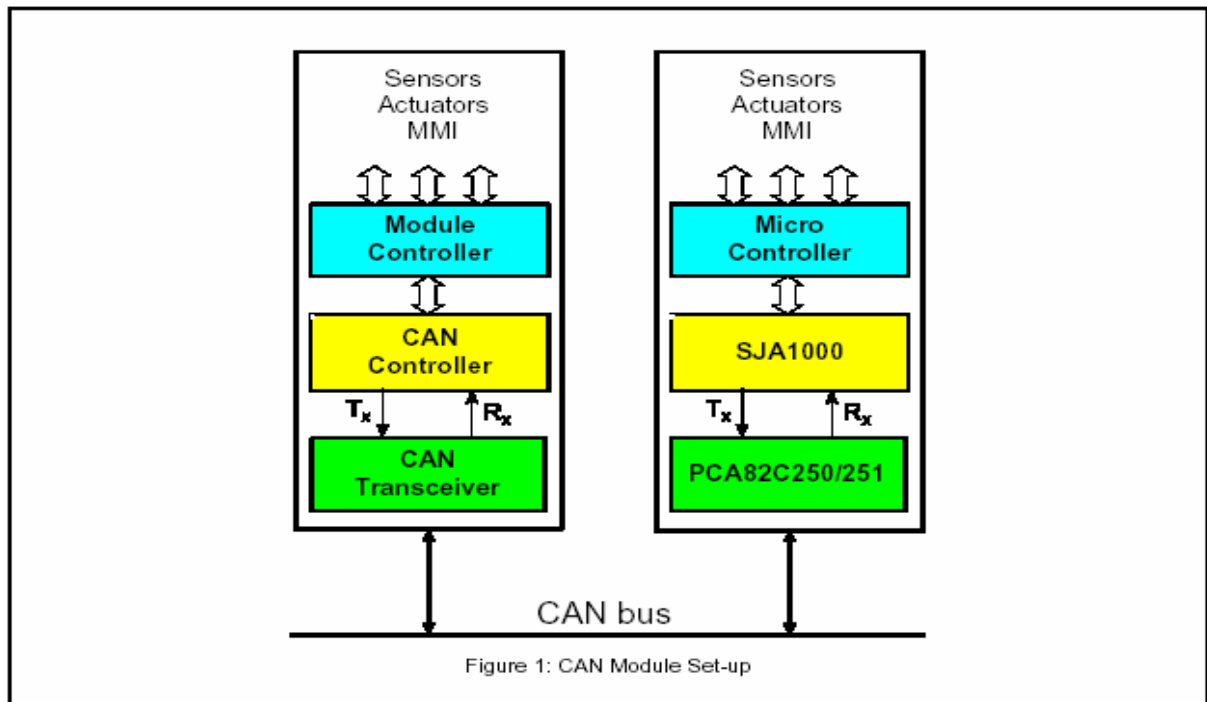 Sensors
Actuators
MMI
Module
Controller
CAN
Controller
Tx
Rx
CAN
Transceiver
Sensors
Actuators
MMI
Micro
Controller
SJA1000
Tx
Rx
PCA82C250/251
CAN bus
Figure 1: CAN Module Set-up